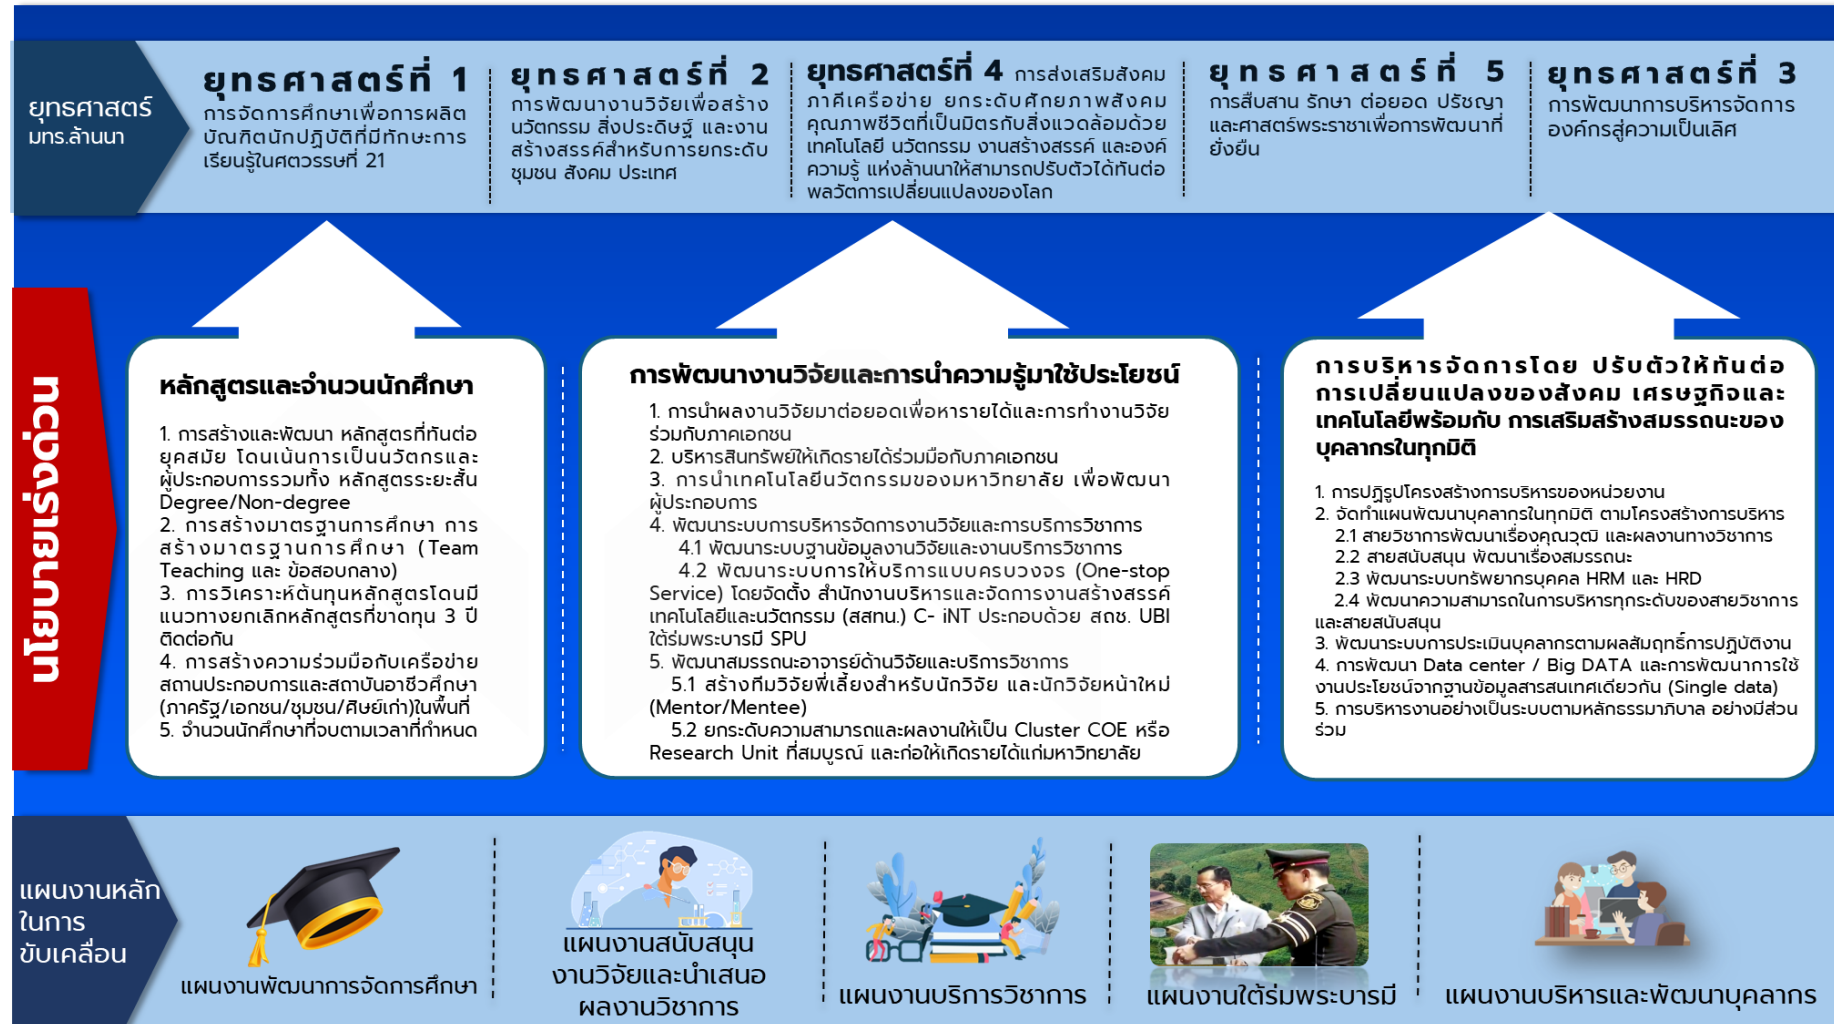 ยุทธศาสตร์
มทร.ล้านนา
ยุทธศาสตร์ที่ 1
การจัดการศึกษาเพื่อการผลิต
บัณฑิตนักปฏิบัติที่มีทักษะการ
เรียนรู้ในศตวรรษที่ 21
ยุทธศาสตร์ที่ 2
การพัฒนางานวิจัยเพื่อสร้าง
นวัตกรรม สิ่งประดิษฐ์ และงาน
สร้างสรรค์สำหรับการยกระดับ
ชุมชน สังคม ประเทศ
ยุทธศาสตร์ที่ 4 การส่งเสริมสังคม
ภาคีเครือข่าย ยกระดับศักยภาพสังคม
คุณภาพชีวิตที่เป็นมิตรกับสิ่งแวดล้อมด้วย
เทคโนโลยี นวัตกรรม งานสร้างสรรค์ และองค์
ความรู้ แห่งล้านนาให้สามารถปรับตัวได้ทันต่อ
พลวัตการเปลี่ยนแปลงของโลก
ยุทธศาสตร์ที่ 5
การสืบสาน รักษา ต่อยอด ปรัชญา
และศาสตร์พระราชาเพื่อการพัฒนาที่
ยั่งยืน
ยุทธศาสตร์ที่ 3
การพัฒนาการบริหารจัดการ
องค์กรสู่ความเป็นเลิศ
นโยบายเร่งด่วน
หลักสูตรและจำนวนนักศึกษา
1. การสร้างและพัฒนา หลักสูตรที่ทันต่อ
ยุคสมัย โดนเน้นการเป็นนวัตกรและ
ผู้ประกอบการรวมทั้ง หลักสูตรระยะสั้น
Degree/Non-degree
2. การสร้างมาตรฐานการศึกษา การ
สร้างมาตรฐานการศึกษา (Team
Teaching และ ข้อสอบกลาง)
3. การวิเคราะห์ต้นทุนหลักสูตรโดนมี
แนวทางยกเลิกหลักสูตรที่ขาดทุน 3 ปี
ติดต่อกัน
4. การสร้างความร่วมมือกับเครือข่าย
สถานประกอบการและสถาบันอาชีวศึกษา
(ภาครัฐ/เอกชน/ชุมชน/ศิษย์เก่า)ในพื้นที่
5. จำนวนนักศึกษาที่จบตามเวลาที่กำหนด
การพัฒนางานวิจัยและการนำความรู้มาใช้ประโยชน์
1. การนำผลงานวิจัยมาต่อยอดเพื่อหารายได้และการทำงานวิจัย
ร่วมกับภาคเอกชน
2. บริหารสินทรัพย์ให้เกิดรายได้ร่วมมือกับภาคเอกชน
3. การนำเทคโนโลยีนวัตกรรมของมหาวิทยาลัย เพื่อพัฒนา
ผู้ประกอบการ
4. พัฒนาระบบการบริหารจัดการงานวิจัยและการบริการวิชาการ
4.1 พัฒนาระบบฐานข้อมูลงานวิจัยและงานบริการวิชาการ
4.2 พัฒนาระบบการให้บริการแบบครบวงจร (One-stop
Service) โดยจัดตั้ง สำนักงานบริหารและจัดการงานสร้างสรรค์
เทคโนโลยีและนวัตกรรม (สสทน.) C- iNT ประกอบด้วย สถช. UBI
ใต้ร่มพระบารมี SPU
5. พัฒนาสมรรถนะอาจารย์ด้านวิจัยและบริการวิชาการ
5.1 สร้างทีมวิจัยพี่เลี้ยงสำหรับนักวิจัย และนักวิจัยหน้าใหม่
(Mentor/Mentee)
5.2 ยกระดับความสามารถและผลงานให้เป็น Cluster COE หรือ
Research Unit ที่สมบูรณ์ และก่อให้เกิดรายได้แก่มหาวิทยาลัย
การบริหารจัดการโดย ปรับตัวให้ทันต่อ
การเปลี่ยนแปลงของสังคม เศรษฐกิจและ
เทคโนโลยีพร้อมกับ การเสริมสร้างสมรรถนะของ
บุคลากรในทุกมิติ
1. การปฏิรูปโครงสร้างการบริหารของหน่วยงาน
2. จัดทำแผนพัฒนาบุคลากรในทุกมิติ ตามโครงสร้างการบริหาร
2.1 สายวิชาการพัฒนาเรื่องคุณวุฒิ และผลงานทางวิชาการ
2.2 สายสนับสนุน พัฒนาเรื่องสมรรถนะ
2.3 พัฒนาระบบทรัพยากรบุคคล HRM และ HRD
2.4 พัฒนาความสามารถในการบริหารทุกระดับของสายวิชาการ
และสายสนับสนุน
3. พัฒนาระบบการประเมินบุคลากรตามผลสัมฤทธิ์การปฏิบัติงาน
4. การพัฒนา Data center / Big DATA และการพัฒนาการใช้
งานประโยชน์จากฐานข้อมูลสารสนเทศเดียวกัน (Single data)
5. การบริหารงานอย่างเป็นระบบตามหลักธรรมาภิบาล อย่างมีส่วน
ร่วม
แผนงานหลัก
ในการ
ขับเคลื่อน
แผนงานพัฒนาการจัดการศึกษา
แผนงานสนับสนุน
งานวิจัยและนำเสนอ
ผลงานวิชาการ
แผนงานบริการวิชาการ
แผนงานใต้ร่มพระบารมี
แผนงานบริหารและพัฒนาบุคลากร